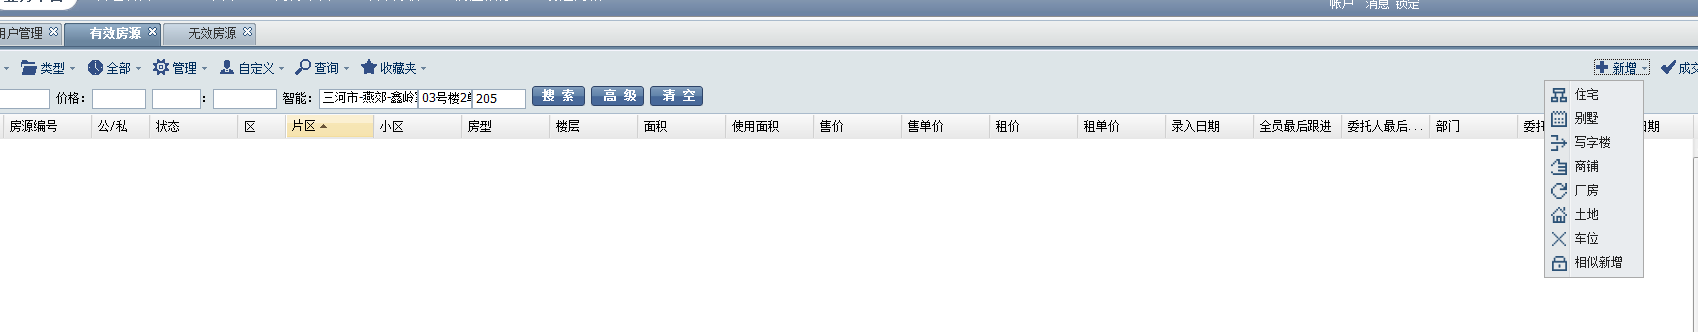 帐户 消息 锁定
用户管理 有效房源 无效房源
类型 全部 管理 自定义 查询 收藏夹 新增 成交
价格: : 智能: 三河市-燕郊-鑫岭 03号楼2单 205 搜 索 高 级 清 空
房源编号 公/私 状态 区 片区 小区 房型 楼层 面积 使用面积 售价 售单价 租价 租单价 录入日期 全员最后跟进 委托人最后... 部门 委托 日期
住宅
别墅
写字楼
商铺
厂房
土地
车位
相似新增